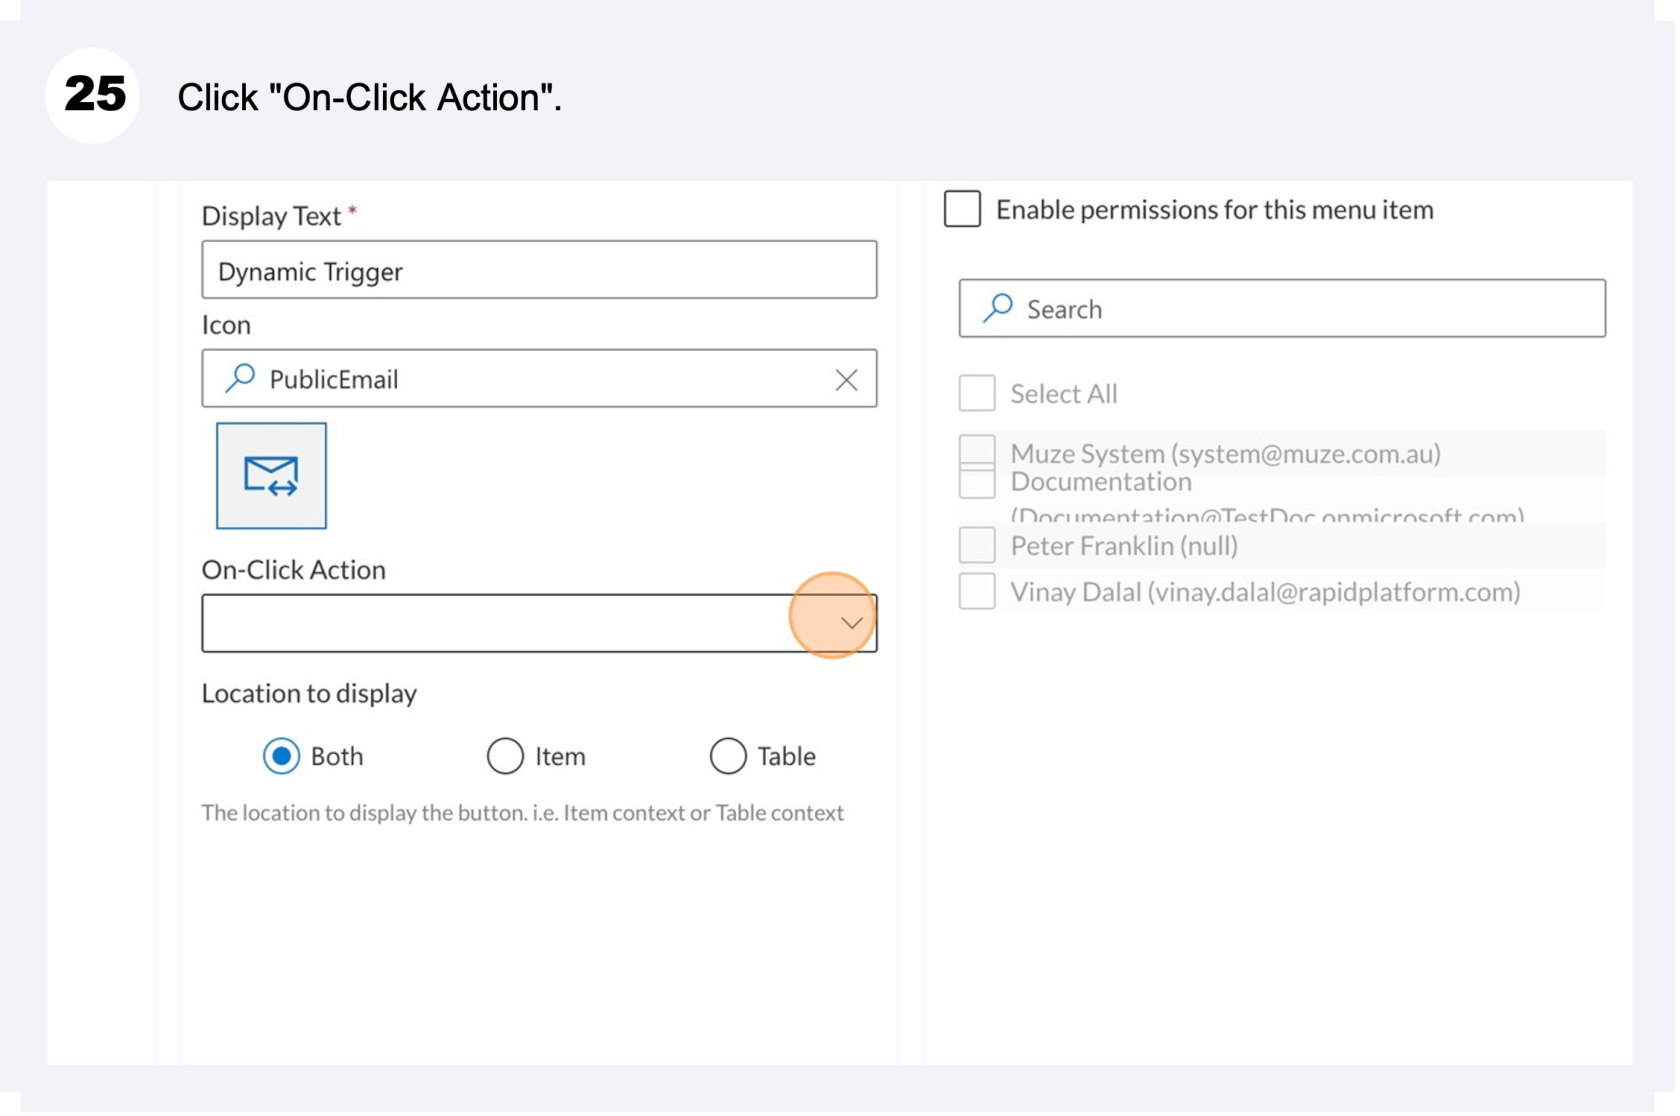 25
Click "On-Click Action".
Display Text *
Dynamic Trigger
Icon
PublicEmail
On-Click Action
Location to display
Both
Item
Table
The location to display the button. i.e. Item context or Table context
Enable permissions for this menu item
Search
Select All
Muze System (system@muze.com.au)
Documentation
(Documentation@TestDoc.onmicrosoft.com)
Peter Franklin (null)
Vinay Dalal (vinay.dalal@rapidplatform.com)